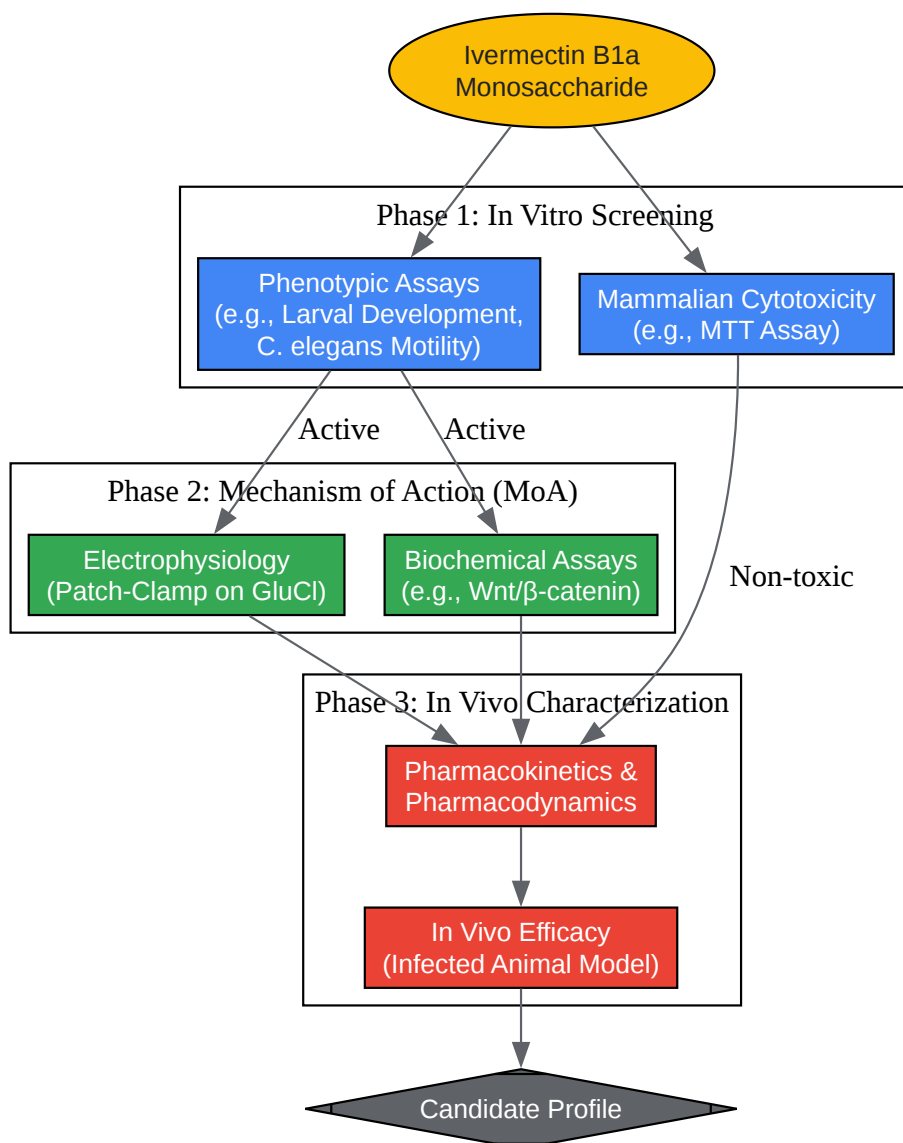 Ivermectin B1a
Monosaccharide
Phase 1: In Vitro Screening
Phenotypic Assays
(e.g., Larval Development,
C. elegans Motility)
Mammalian Cytotoxicity
(e.g., MTT Assay)
Active
Active
Phase 2: Mechanism of Action (MoA)
Electrophysiology
(Patch-Clamp on GluCl)
Biochemical Assays
(e.g., Wnt/β-catenin)
Non-toxic
Phase 3: In Vivo Characterization
Pharmacokinetics &
Pharmacodynamics
In Vivo Efficacy
(Infected Animal Model)
Candidate Profile